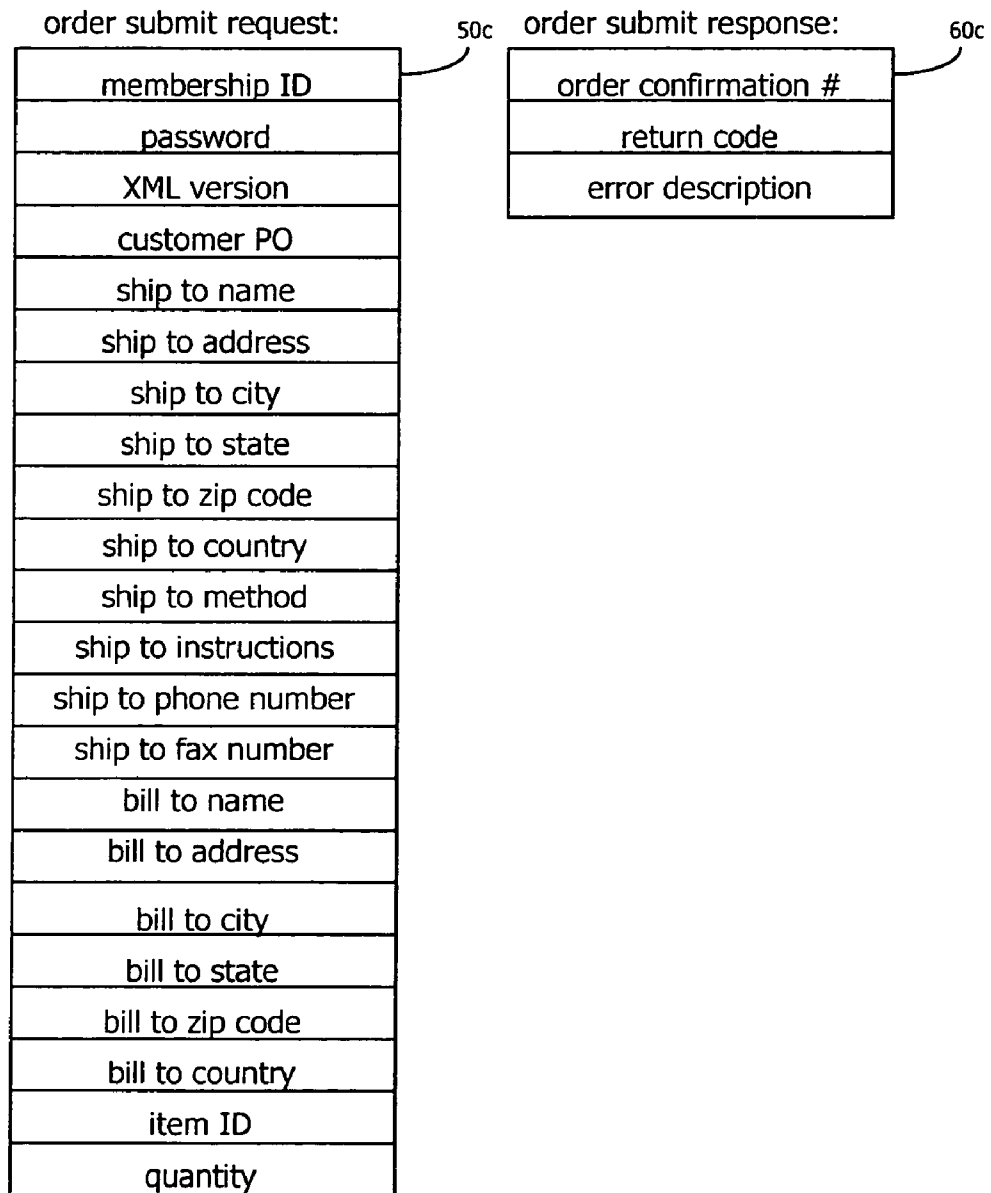 order submit request:
50c
membership ID
password
XML version
customer PO
ship to name
ship to address
ship to city
ship to state
ship to zip code
ship to country
ship to method
ship to instructions
ship to phone number
ship to fax number
bill to name
bill to address
bill to city
bill to state
bill to zip code
bill to country
item ID
quantity
order submit response:
60c
order confirmation #
return code
error description